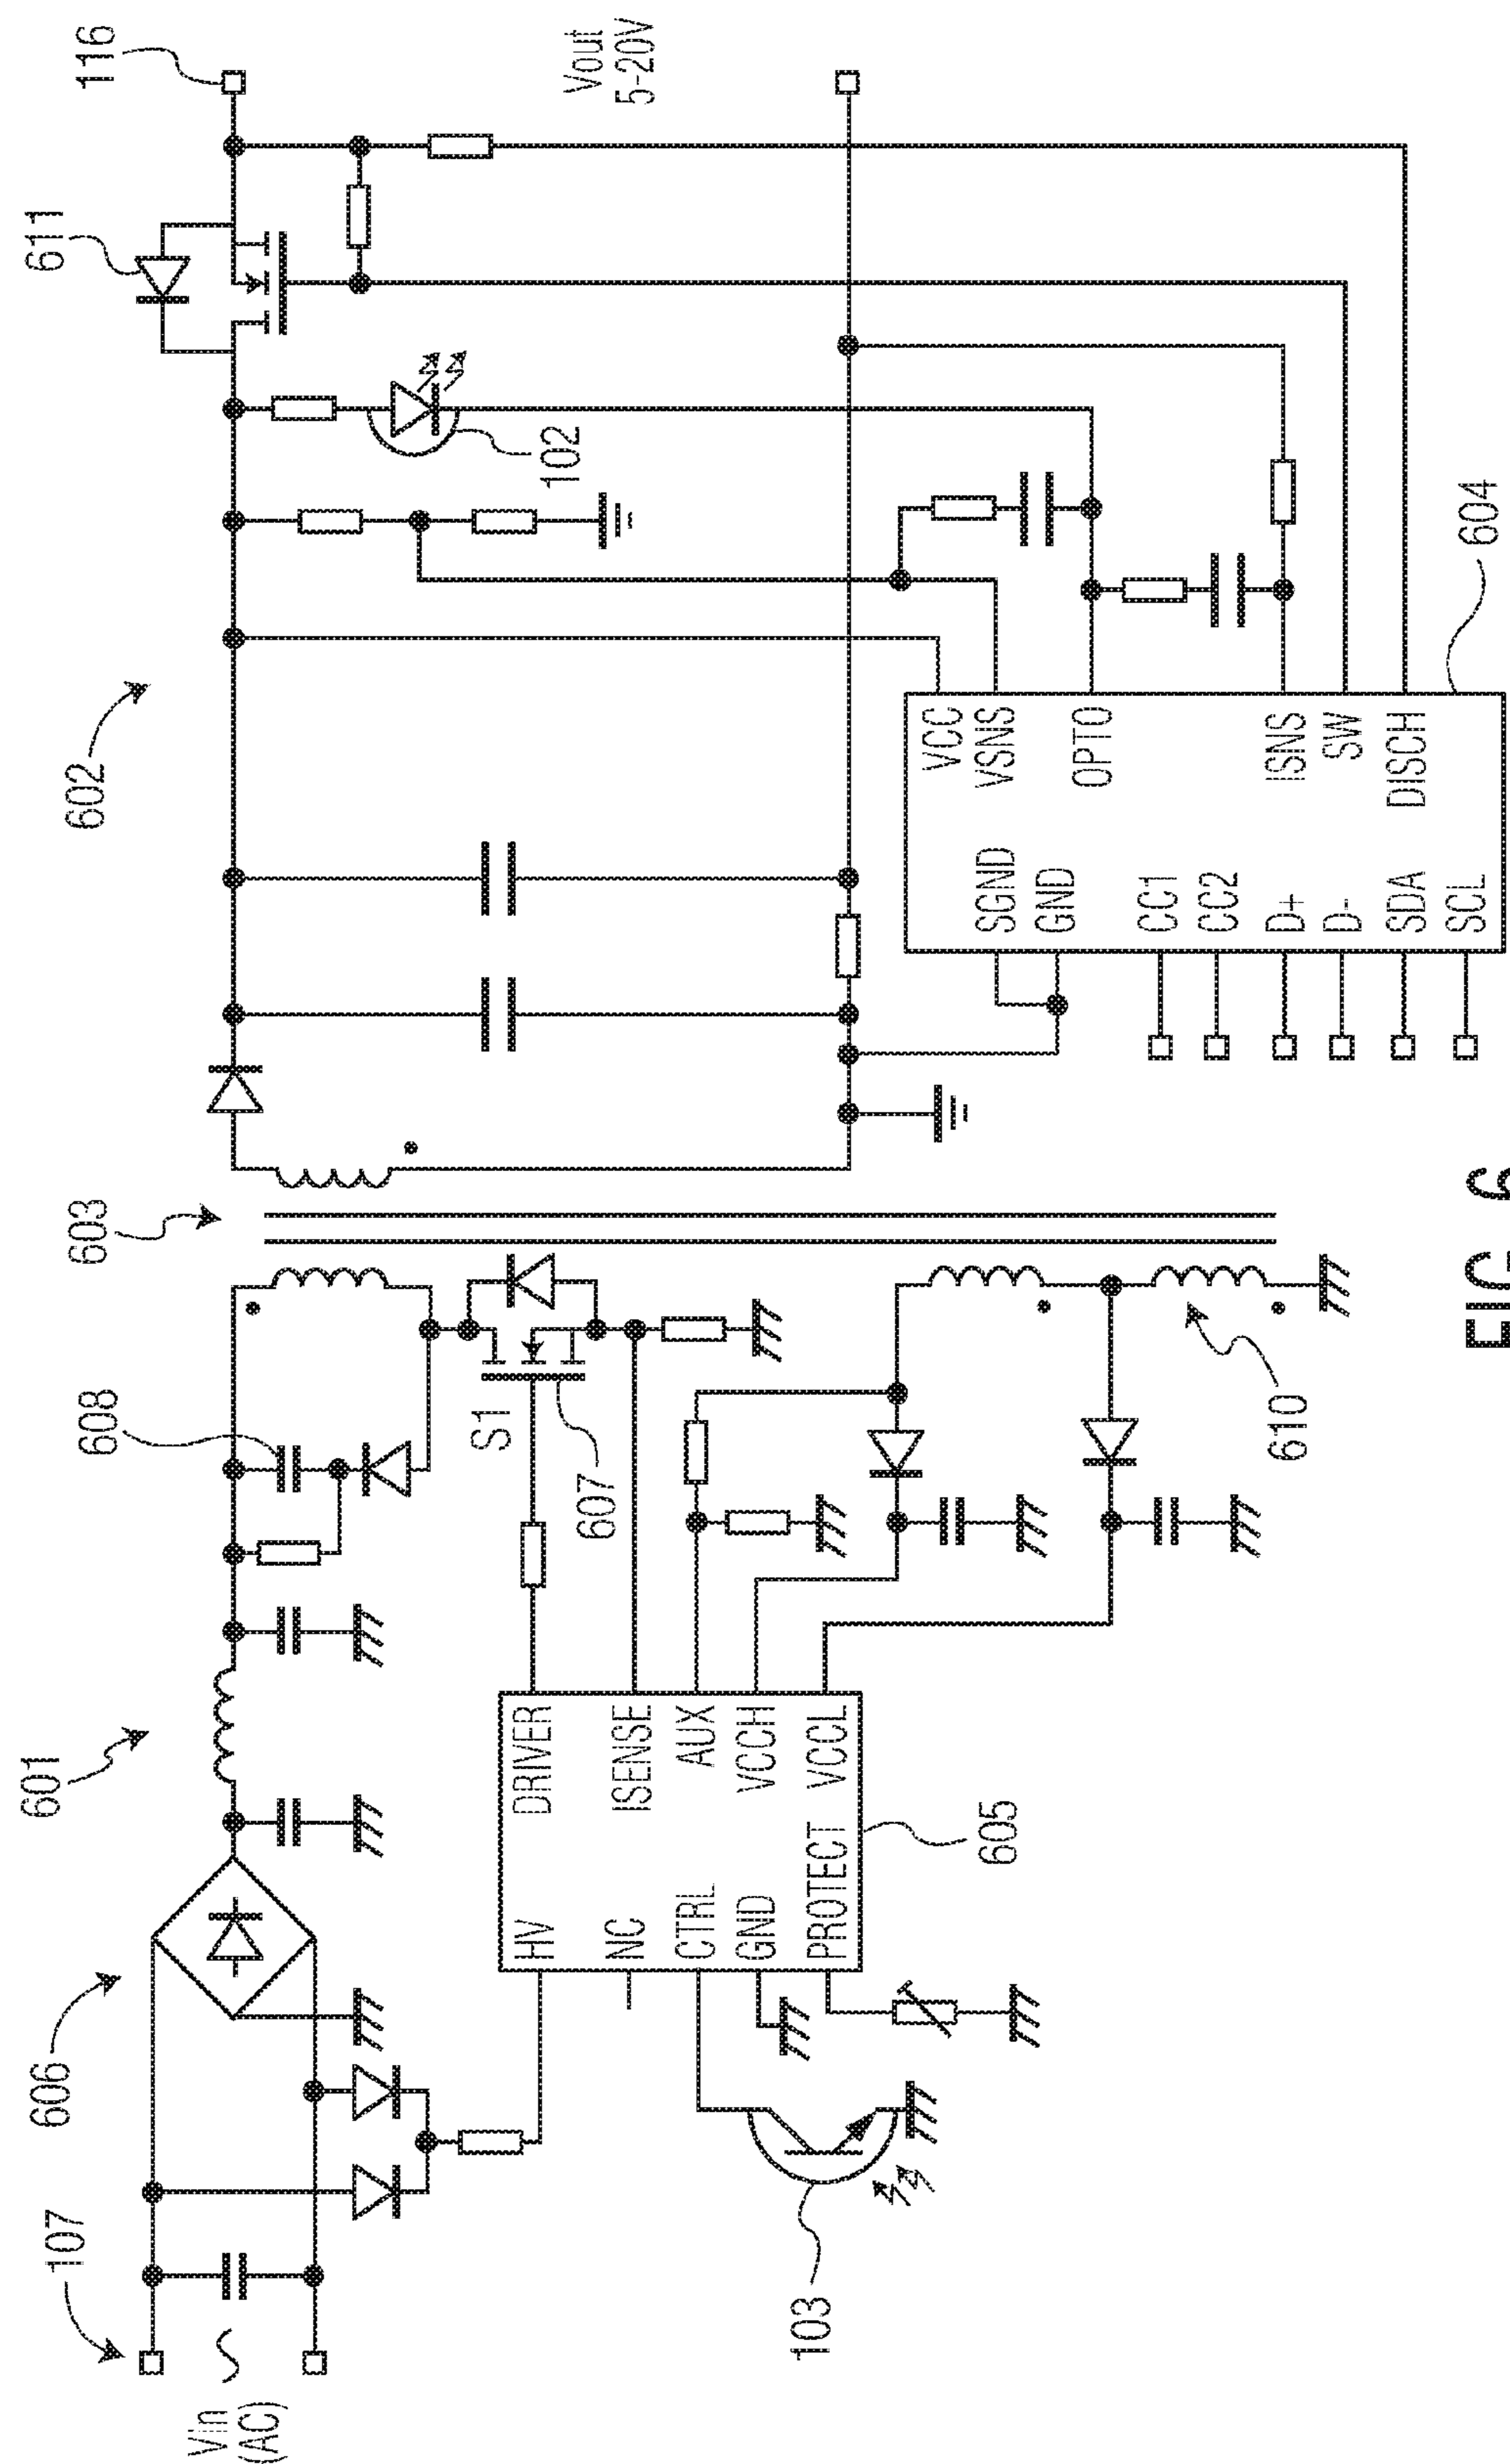 Vin
(AC)
107
606
601
608
603
602
611
116
Vout
5-20V
102
S1
607
HV
NC
CTRL
GND
PROTECT
DRIVER
ISENSE
AUX
VCCH
VCCL
605
103
610
SGND
GND
CC1
CC2
D+
D-
SDA
SCL
VCC
VSNS
OPTO
ISNS
SW
DISCH
604
FIG. 6